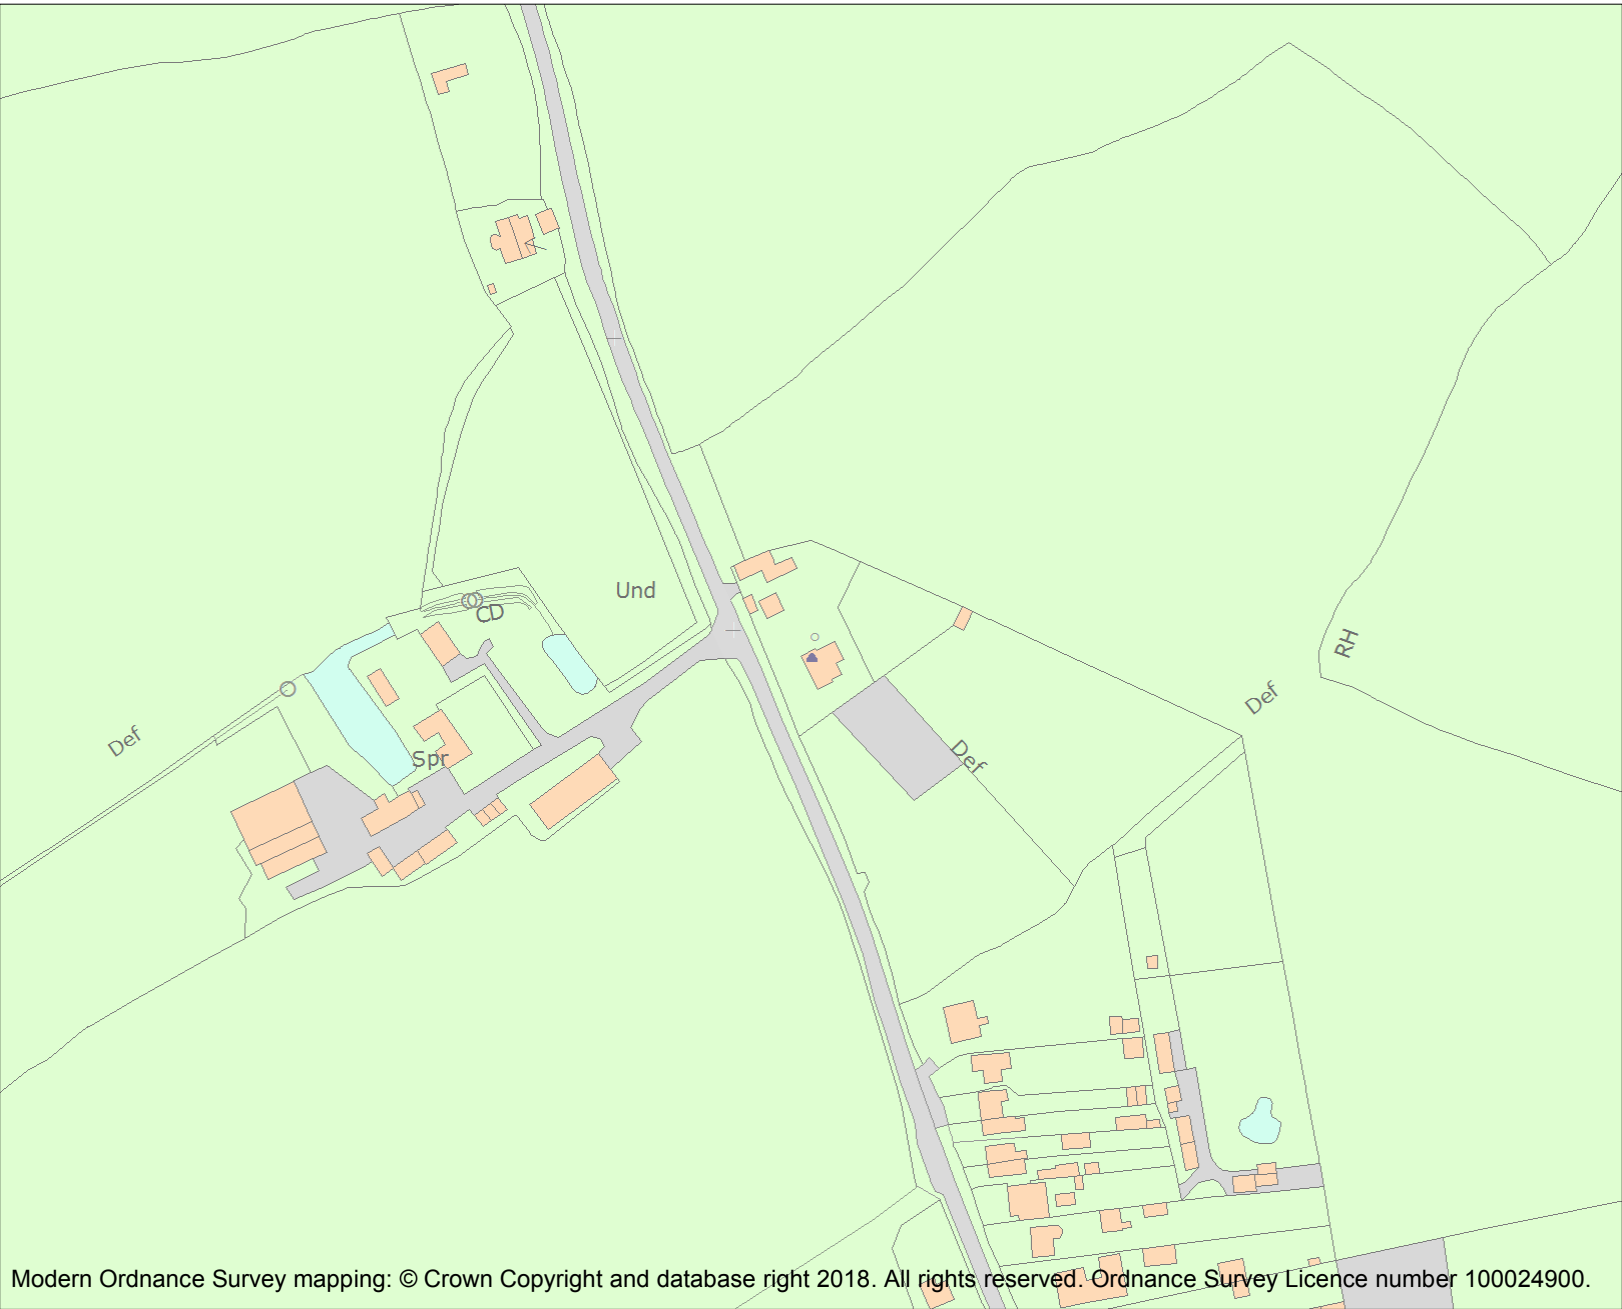 Und
CD
RH
Def
Def
Def
Spr
Modern Ordnance Survey mapping: © Crown Copyright and database right 2018. All rights reserved. Ordnance Survey Licence number 100024900.